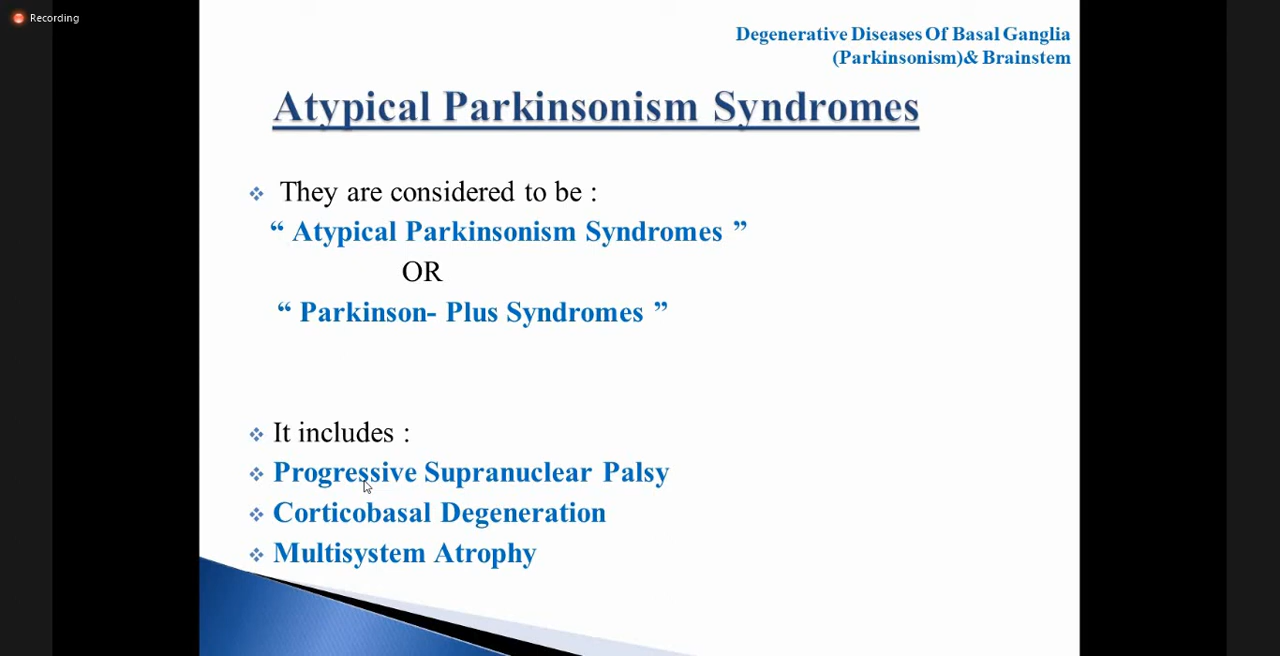 Recording
Degenerative Diseases Of Basal Ganglia
(Parkinsonism)& Brainstem
Atypical Parkinsonism Syndromes
They are considered to be :
“ Atypical Parkinsonism Syndromes ”
OR
“ Parkinson- Plus Syndromes ”
It includes :
Progressive Supranuclear Palsy
Corticobasal Degeneration
Multisystem Atrophy